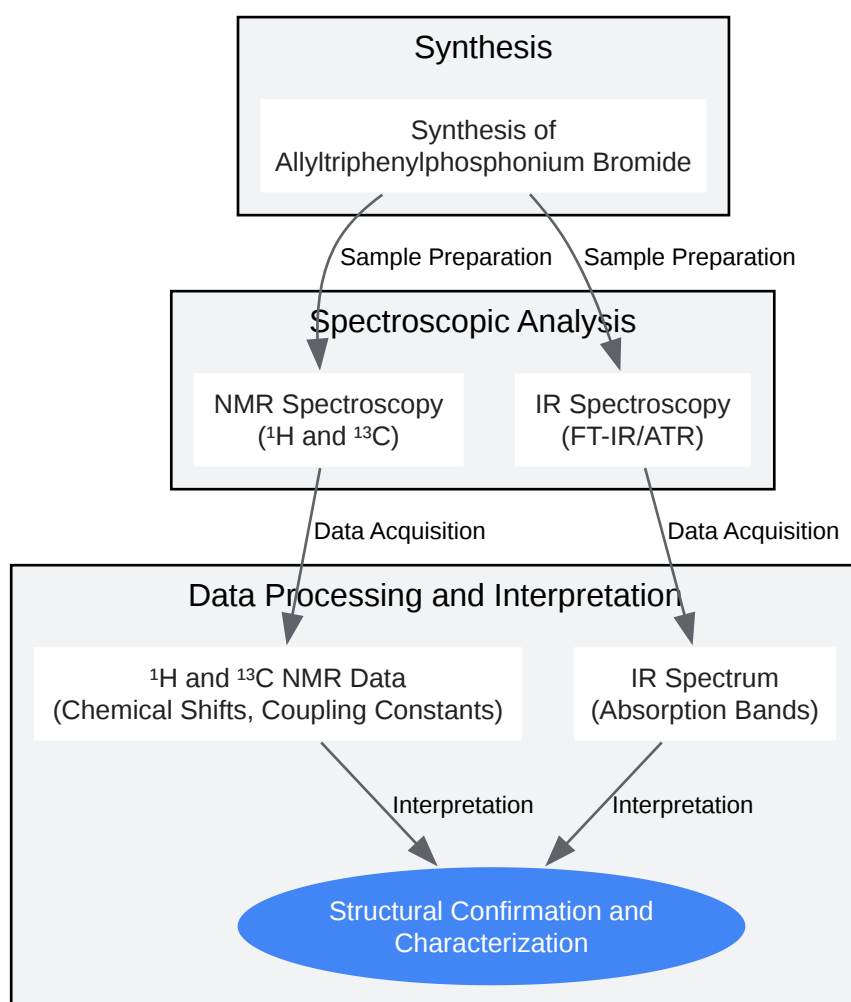 Synthesis
Synthesis of
Allyltriphenylphosphonium Bromide
Sample Preparation
Sample Preparation
Spectroscopic Analysis
NMR Spectroscopy
(¹H and ¹³C)
IR Spectroscopy
(FT-IR/ATR)
Data Acquisition
Data Acquisition
Data Processing and Interpretation
¹H and ¹³C NMR Data
(Chemical Shifts, Coupling Constants)
IR Spectrum
(Absorption Bands)
Interpretation
Interpretation
Structural Confirmation and
Characterization